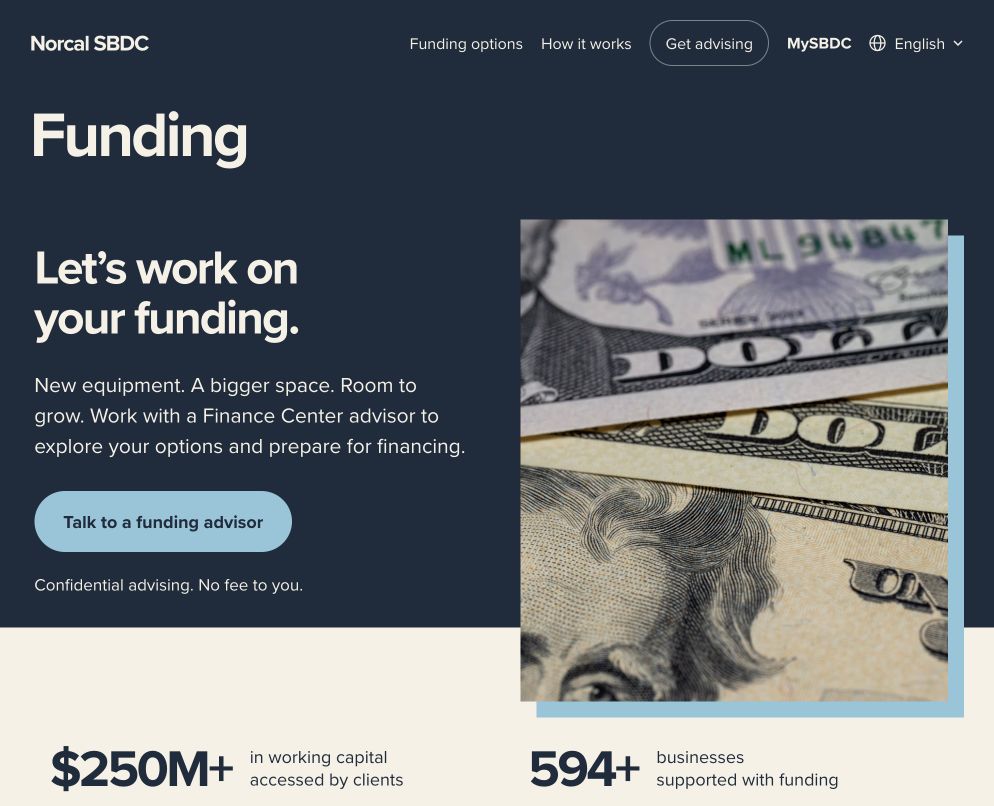 Norcal SBDC
Funding options
How it works
Get advising
MySBDC
English
Funding
Let’s work on
your funding.
New equipment. A bigger space. Room to
grow. Work with a Finance Center advisor to
explore your options and prepare for financing.
Talk to a funding advisor
Confidential advising. No fee to you.
$250M+
in working capital
accessed by clients
594+
businesses
supported with funding